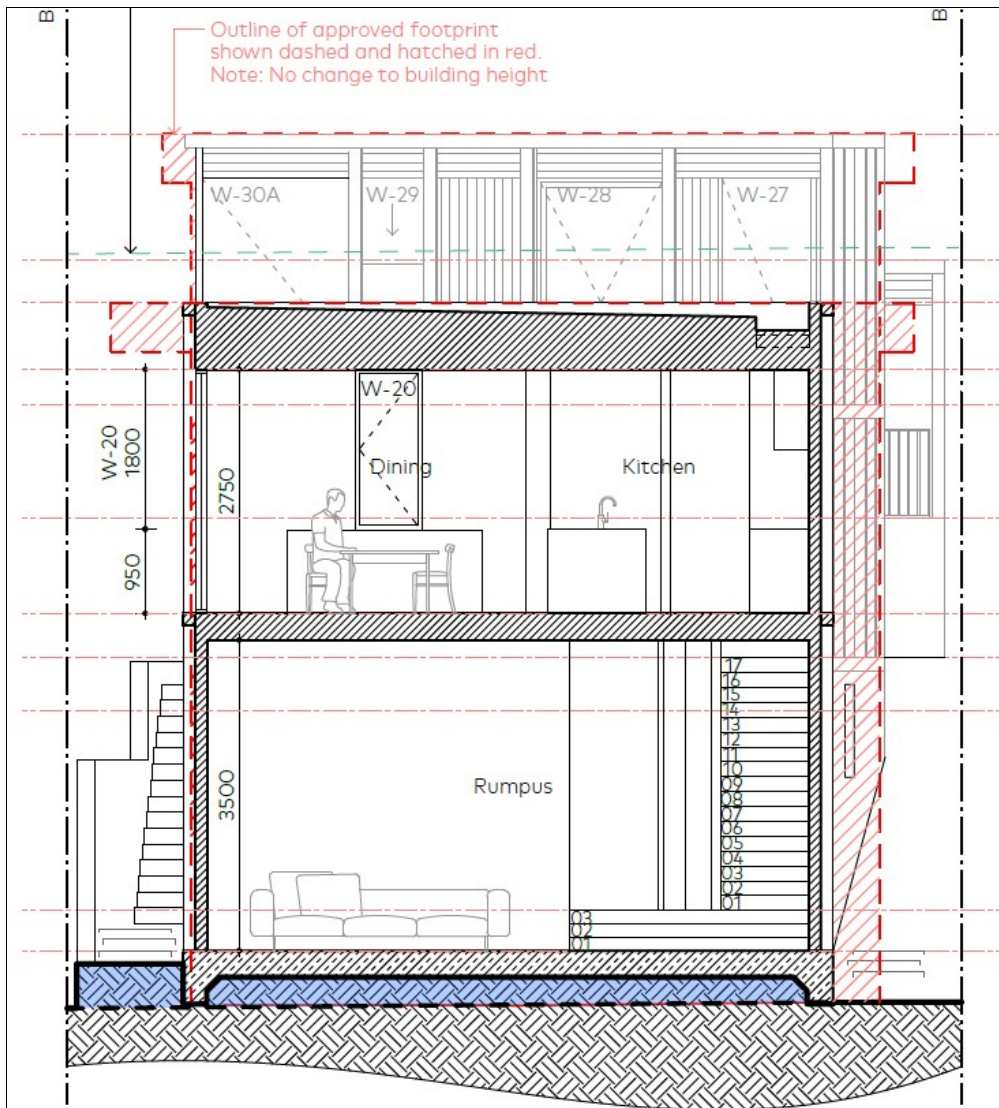 B
B
Outline of approved footprint
shown dashed and hatched in red.
Note: No change to building height
W-30A
W-29
W-28
W-27
W-20
1800
950
2750
W-20
Dining
Kitchen
3500
Rumpus
17
16
15
14
13
12
11
10
09
08
07
06
05
04
03
02
01
03
02
01